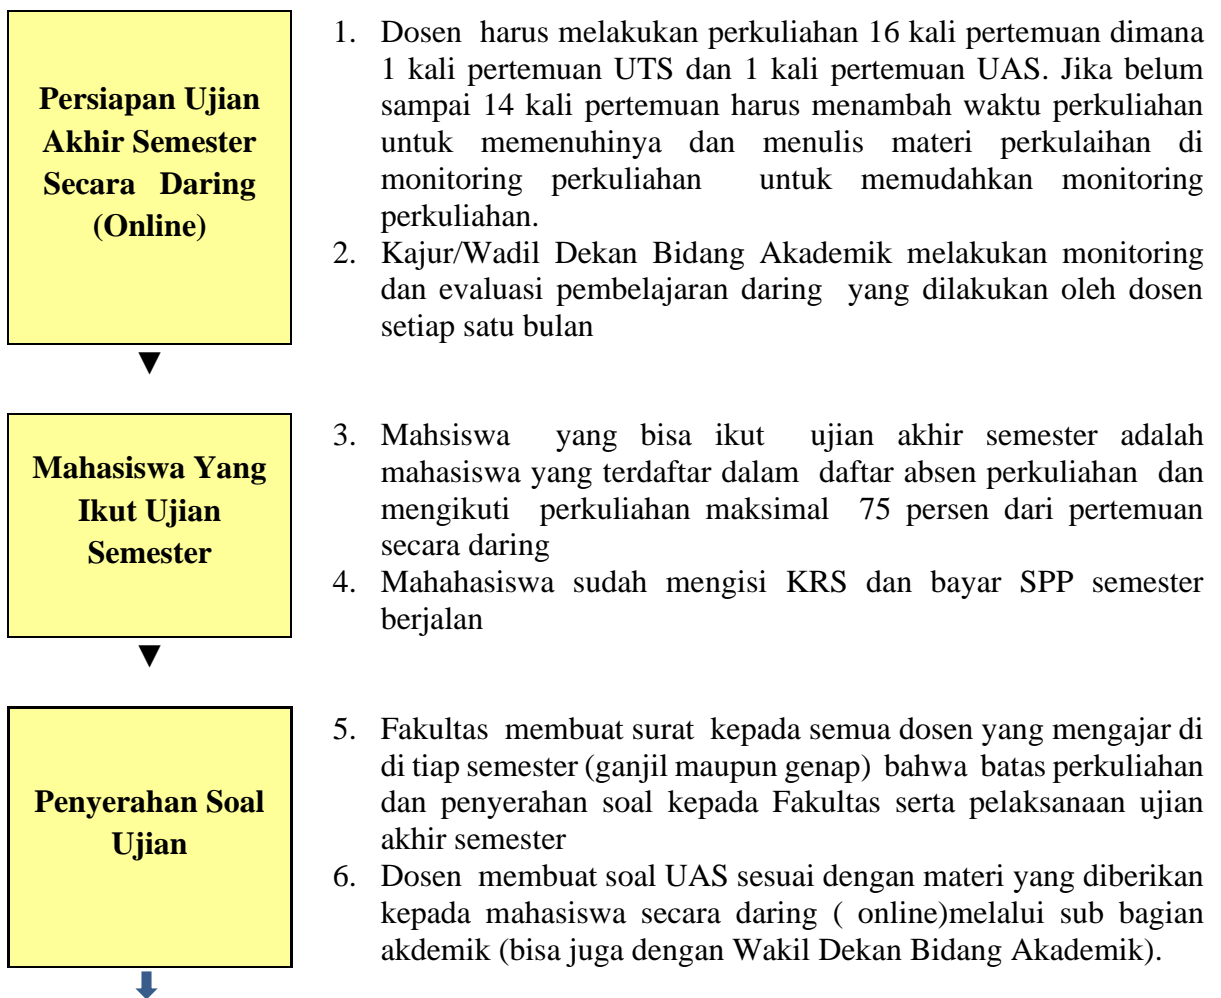 Persiapan Ujian
Akhir Semester
Secara Daring
(Online)
1. Dosen harus melakukan perkuliahan 16 kali pertemuan dimana
1 kali pertemuan UTS dan 1 kali pertemuan UAS. Jika belum
sampai 14 kali pertemuan harus menambah waktu perkuliahan
untuk memenuhinya dan menulis materi perkulaihan di
monitoring perkuliahan untuk memudahkan monitoring
perkuliahan.
2. Kajur/Wadil Dekan Bidang Akademik melakukan monitoring
dan evaluasi pembelajaran daring yang dilakukan oleh dosen
setiap satu bulan
Mahasiswa Yang
Ikut Ujian
Semester
3. Mahsiswa yang bisa ikut ujian akhir semester adalah
mahasiswa yang terdaftar dalam daftar absen perkuliahan dan
mengikuti perkuliahan maksimal 75 persen dari pertemuan
secara daring
4. Mahahasiswa sudah mengisi KRS dan bayar SPP semester
berjalan
Penyerahan Soal
Ujian
5. Fakultas membuat surat kepada semua dosen yang mengajar di
di tiap semester (ganjil maupun genap) bahwa batas perkuliahan
dan penyerahan soal kepada Fakultas serta pelaksanaan ujian
akhir semester
6. Dosen membuat soal UAS sesuai dengan materi yang diberikan
kepada mahasiswa secara daring ( online)melalui sub bagian
akdemik (bisa juga dengan Wakil Dekan Bidang Akademik).